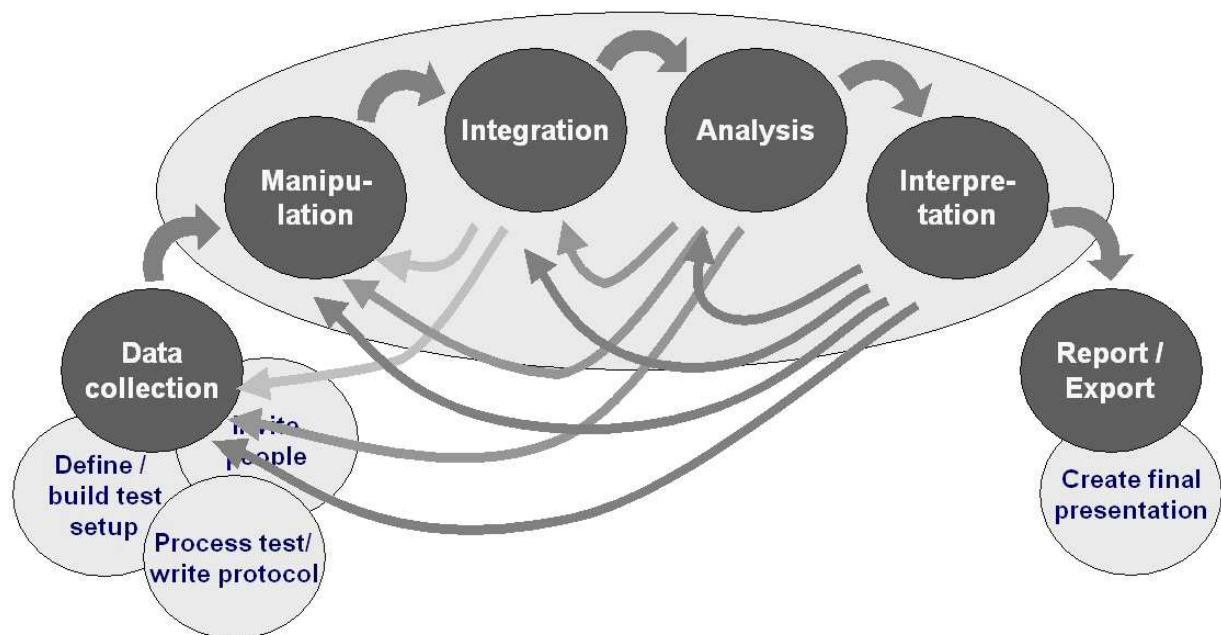 Integration
Analysis
Manipu-
lation
Interpre-
tation
Data
collection
Report /
Export
Invite
people
Define /
build test
setup
Process test/
write protocol
Create final
presentation